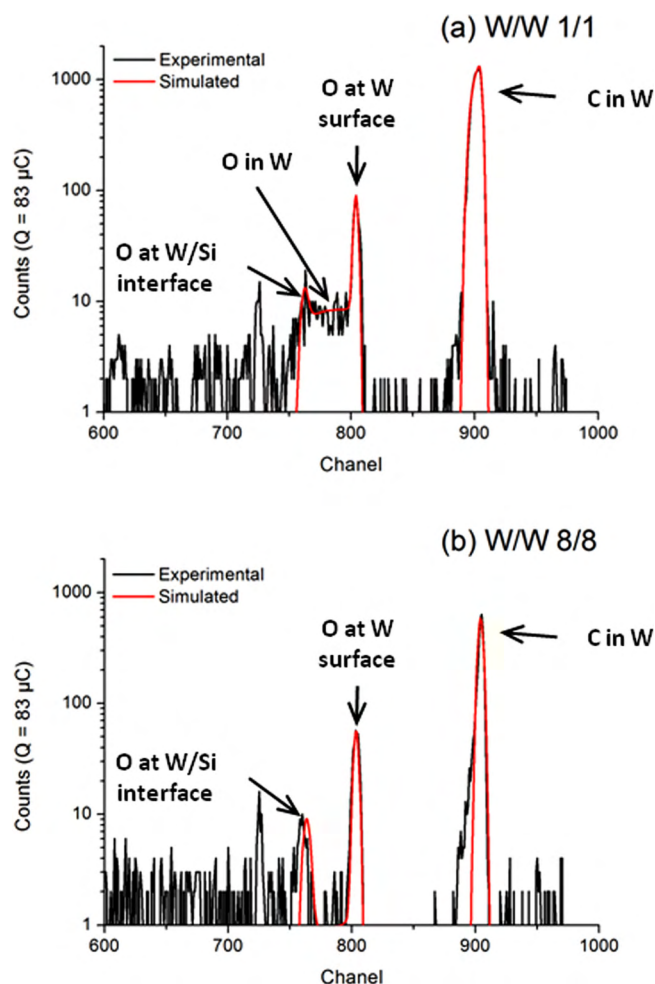 (a) W/W 1/1
Experimental
Simulated
1000
100
10
1
Counts (Q = 83 µC)
O at W
surface
C in W
O in W
O at W/Si
interface
600
700
800
900
1000
Chanel
(b) W/W 8/8
Experimental
Simulated
1000
100
10
1
Counts (Q = 83 µC)
O at W
surface
C in W
O at W/Si
interface
600
700
800
900
1000
Chanel